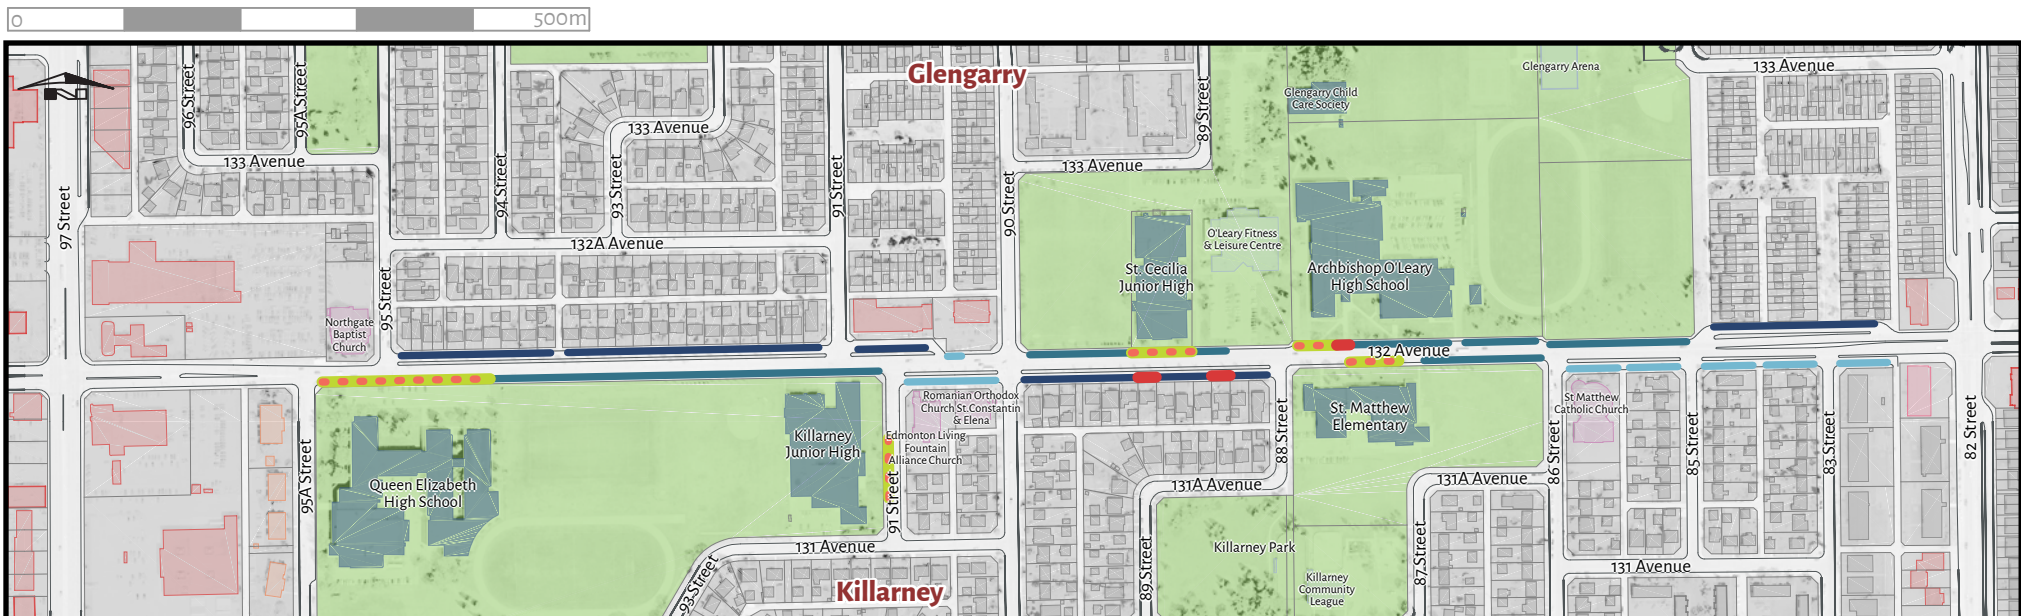 0 500m
Glengarry
Glengarry Arena
133 Avenue
96 Street
95A Street
Glengarry Child
Care Society
89 Street
133 Avenue
133 Avenue
133 Avenue
94 Street
93 Street
91 Street
90 Street
97 Street
132A Avenue
O'Leary Fitness
& Leisure Centre
St. Cecilia
Junior High
Archbishop O'Leary
High School
95 Street
Northgate
Baptist
Church
132 Avenue
Romanian Orthodox
Church St.Constantin
& Elena
St. Matthew
Elementary
St Matthew
Catholic Church
Killarney
Junior High
Edmonton Living
Fountain
Alliance Church
95A Street
Queen Elizabeth
High School
91 Street
88 Street
86 Street
85 Street
83 Street
82 Street
131A Avenue
131A Avenue
131 Avenue
Killarney Park
93 Street
89 Street
87 Street
131 Avenue
Killarney
Killarney
Community
League